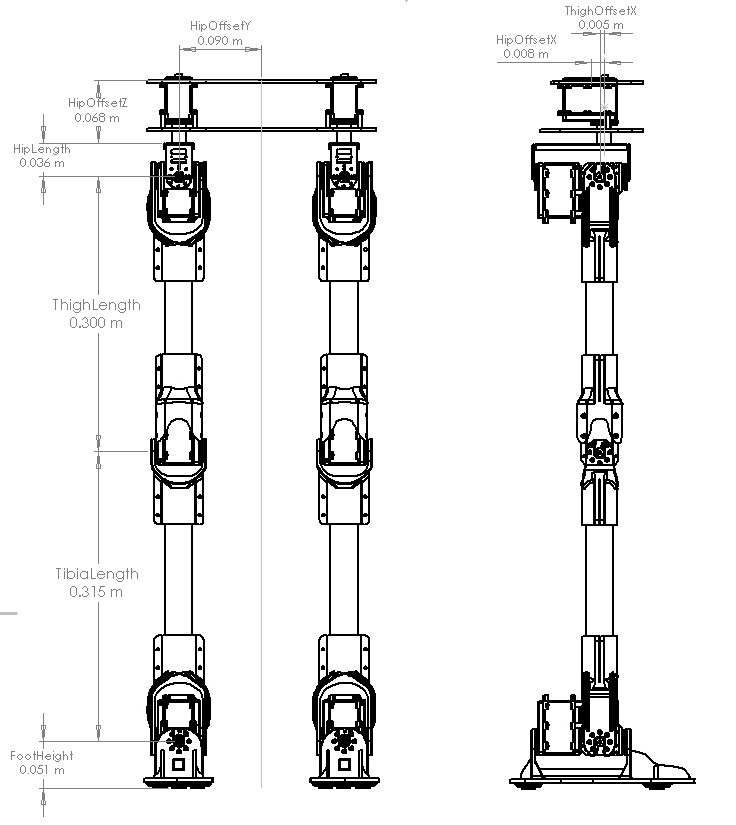 ThighOffsetX
0.005 m
HipOffsetY
0.090 m
HipOffsetX
0.008 m
HipOffsetZ
0.068 m
HipLength
0.036 m
ThighLength
0.300 m
TibiaLength
0.315 m
FootHeight
0.051 m